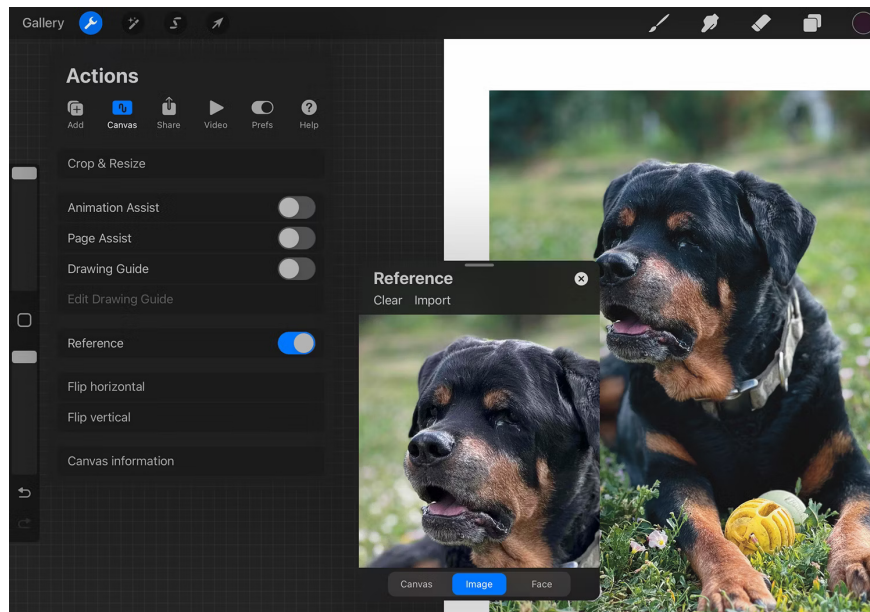 Gallery
Actions
Add Canvas Share Video Prefs Help
Crop & Resize
Animation Assist
Page Assist
Drawing Guide
Edit Drawing Guide
Reference
Flip horizontal
Flip vertical
Canvas information
Reference
Clear Import
Canvas Image Face